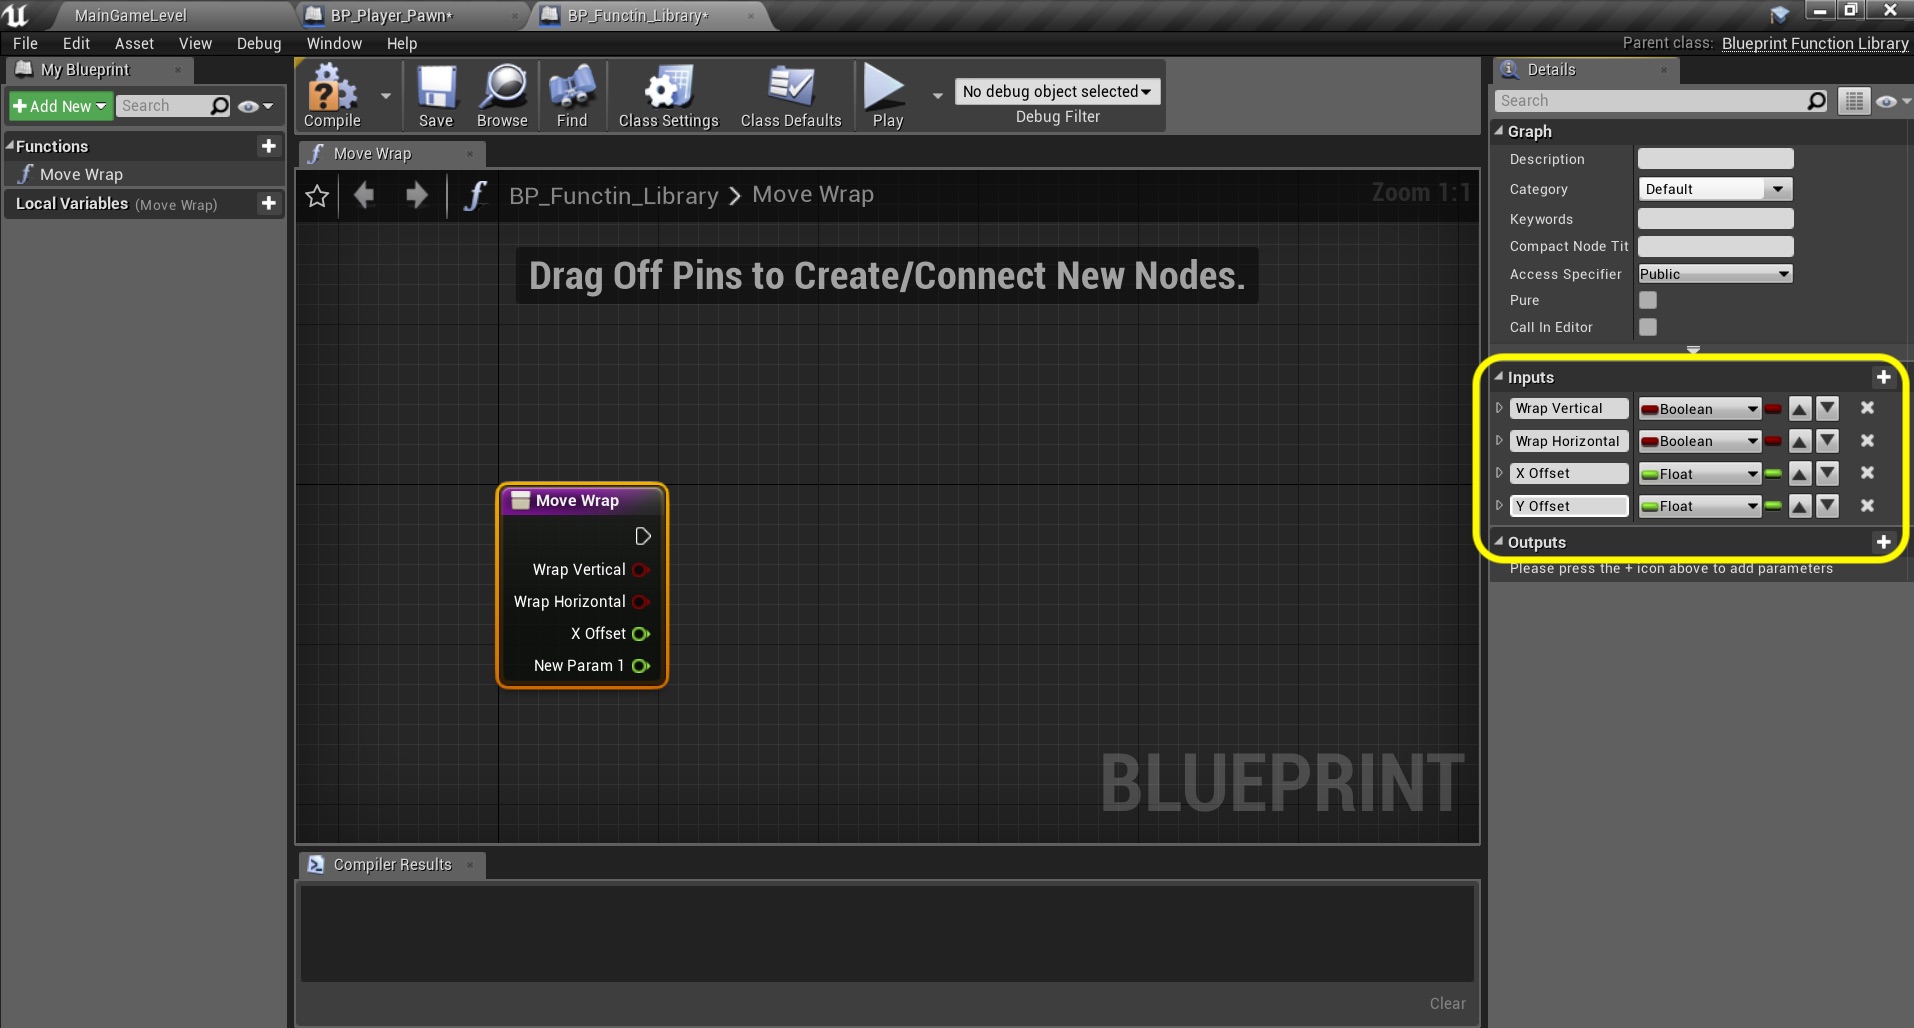 MainGameLevel
BP_Player_Pawn*
BP_Functin_Library*
File Edit Asset View Debug Window Help
Parent class: Blueprint Function Library
My Blueprint
Add New
Search
Functions
Move Wrap
Local Variables (Move Wrap)
Compile
Save
Browse
Find
Class Settings
Class Defaults
Play
No debug object selected
Debug Filter
Move Wrap
BP_Functin_Library > Move Wrap
Zoom 1:1
Drag Off Pins to Create/Connect New Nodes.
Move Wrap
Wrap Vertical
Wrap Horizontal
X Offset
New Param 1
BLUEPRINT
Compiler Results
Clear
Details
Search
Graph
Description
Category Default
Keywords
Compact Node Tit
Access Specifier Public
Pure
Call In Editor
Inputs
Wrap Vertical Boolean
Wrap Horizontal Boolean
X Offset Float
Y Offset Float
Outputs
Please press the + icon above to add parameters